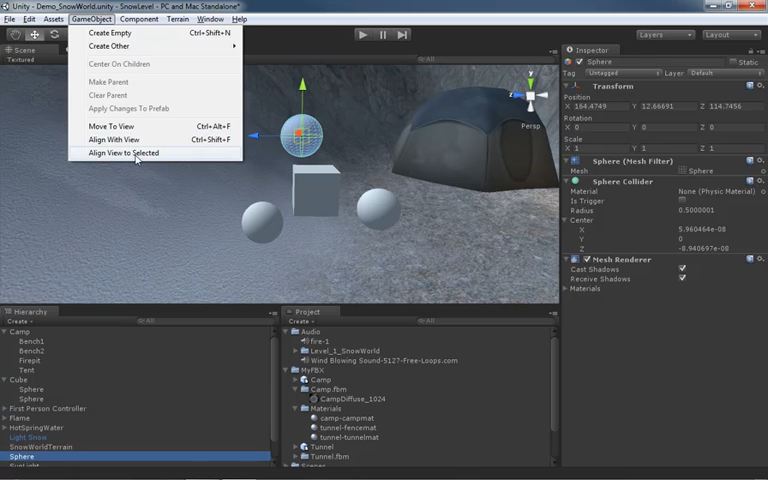 Unity - Demo_SnowWorld.unity - SnowLevel - PC and Mac Standalone*
File Edit Assets GameObject Component Terrain Window Help
Layers Layout
Scene
Textured
All
Create Empty Ctrl+Shift+N
Create Other
Center On Children
Make Parent
Clear Parent
Apply Changes To Prefab
Move To View Ctrl+Alt+F
Align With View Ctrl+Shift+F
Align View to Selected
y
z
Persp
Inspector
Sphere Static
Tag Untagged Layer Default
Transform
Position
X 164.4749 Y 12.66691 Z 114.7456
Rotation
X 0 Y 0 Z 0
Scale
X 1 Y 1 Z 1
Sphere (Mesh Filter)
Mesh Sphere
Sphere Collider
Material None (Physic Material)
Is Trigger
Radius 0.5000001
Center
X 5.960464e-08
Y 0
Z -8.940697e-08
Mesh Renderer
Cast Shadows
Receive Shadows
Materials
Hierarchy
Create All
Camp
Bench1
Bench2
Firepit
Tent
Cube
Sphere
Sphere
First Person Controller
Flame
HotSpringWater
Light Snow
SnowWorldTerrain
Sphere
SunLight
Project
Create All
Audio
fire-1
Level_1_SnowWorld
Wind Blowing Sound-5127-Free-Loops.com
MyFBX
Camp
Camp.fbm
CampDiffuse_1024
Materials
camp-campmat
tunnel-fencemat
tunnel-tunnelmat
Tunnel
Tunnel.fbm
Scenes